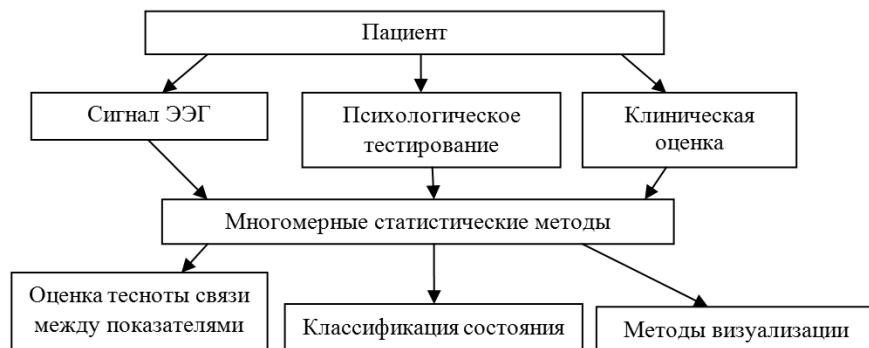 Пациент
Сигнал ЭЭГ
Психологическое
тестирование
Клиническая
оценка
Многомерные статистические методы
Оценка тесноты связи
между показателями
Классификация состояния
Методы визуализации